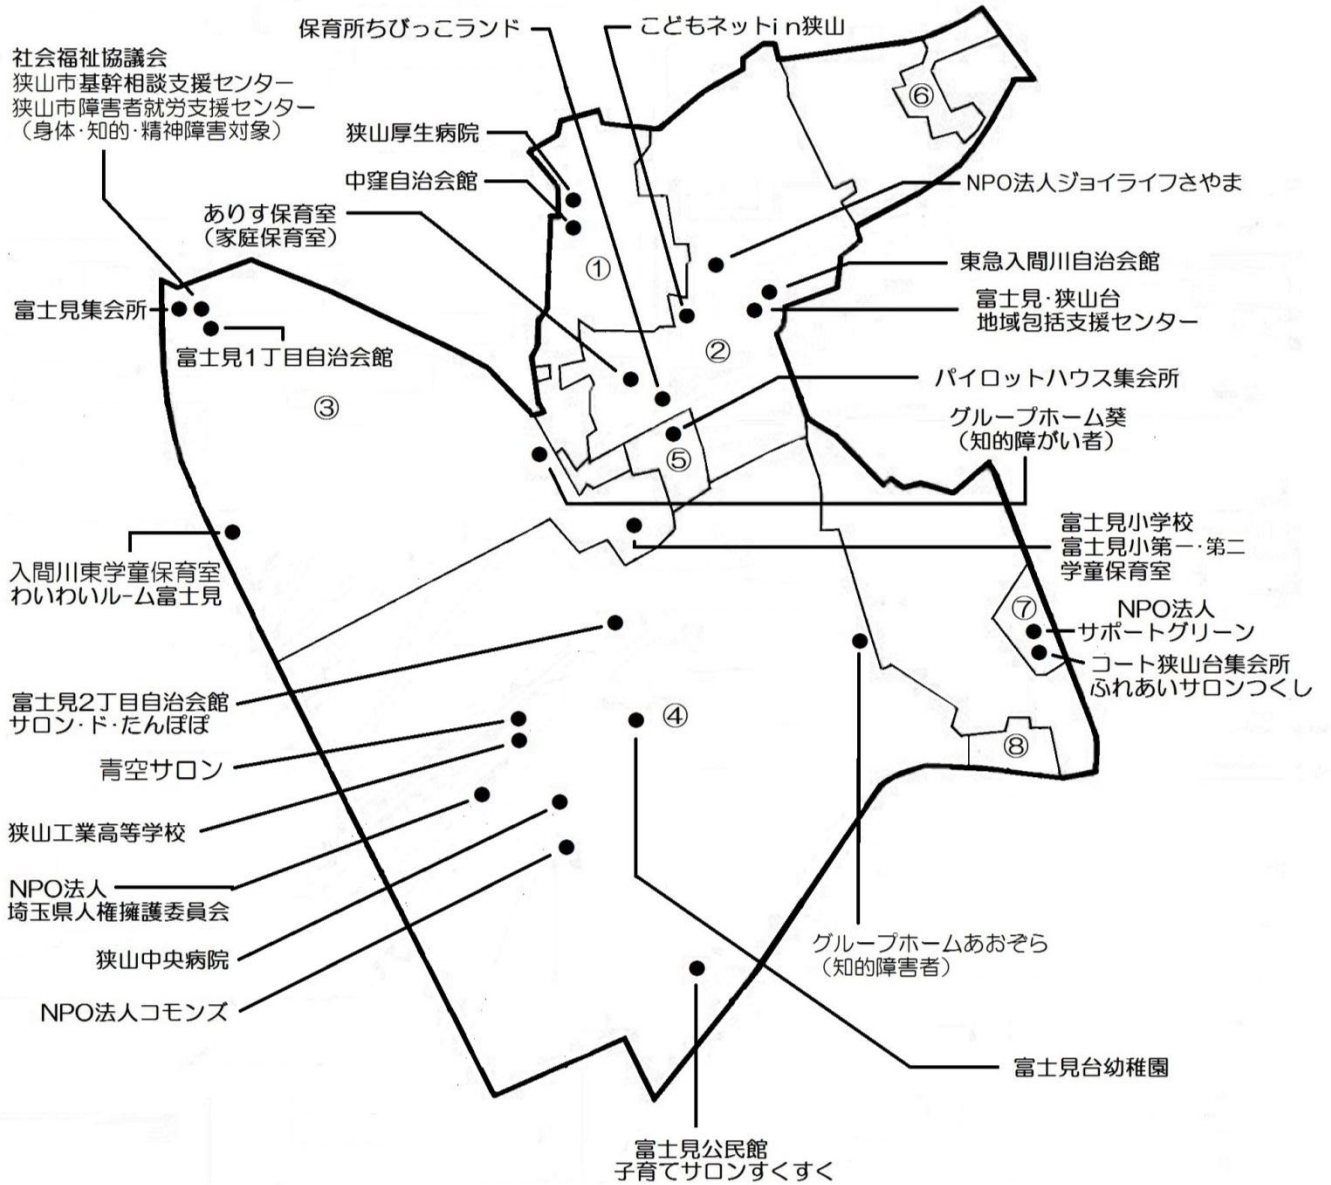 保育所ちびっこランド
こどもネットin狭山
社会福祉協議会
狭山市基幹相談支援センター
狭山市障害者就労支援センター
（身体・知的・精神障害対象）
⑥
狭山厚生病院
中窪自治会館
NPO法人ジョイライフさやま
ありす保育室
（家庭保育室）
①
東急入間川自治会館
富士見集会所
富士見・狭山台
地域包括支援センター
富士見1丁目自治会館
②
パイロットハウス集会所
③
グループホーム葵
（知的障がい者）
⑤
富士見小学校
富士見小第一・第二
学童保育室
入間川東学童保育室
わいわいルーム富士見
⑦
NPO法人
サポートグリーン
コート狭山台集会所
ふれあいサロンつくし
富士見2丁目自治会館
サロン・ド・たんぽぽ
④
⑧
青空サロン
狭山工業高等学校
NPO法人
埼玉県人権擁護委員会
狭山中央病院
グループホームあおぞら
（知的障害者）
NPO法人コモンズ
富士見台幼稚園
富士見公民館
子育てサロンすくすく